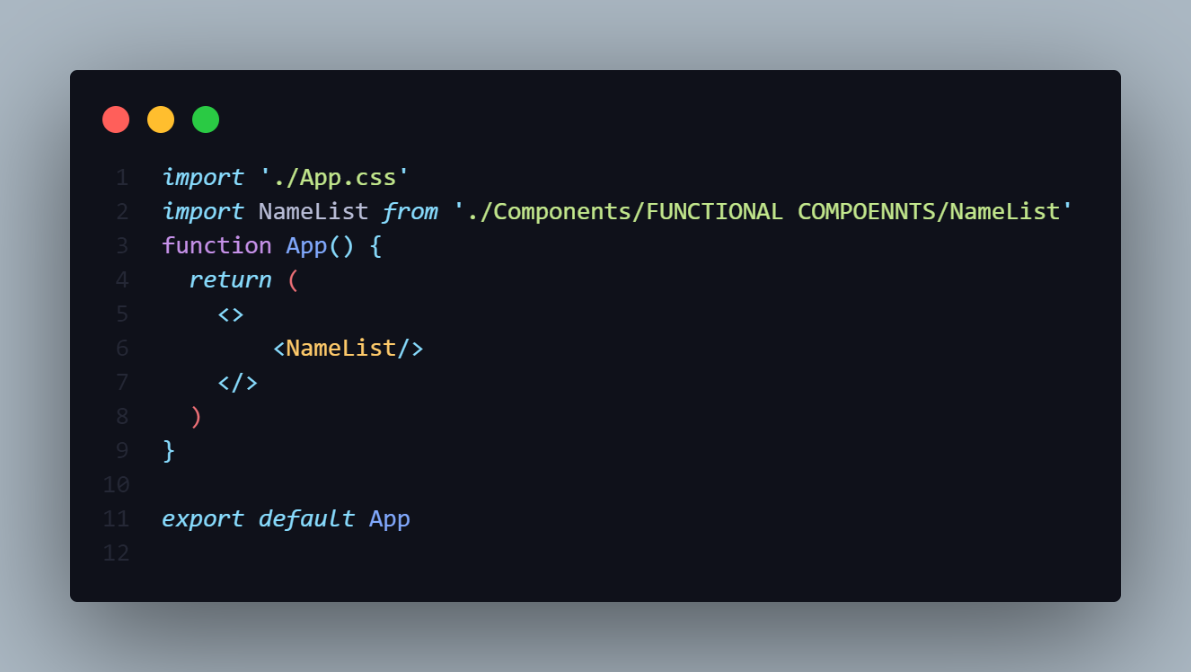 1 import './App.css'
2 import NameList from './Components/FUNCTIONAL COMPOENNTS/NameList'
3 function App() {
4   return (
5     <>
6         <NameList/>
7     </>
8   )
9 }
10
11 export default App
12